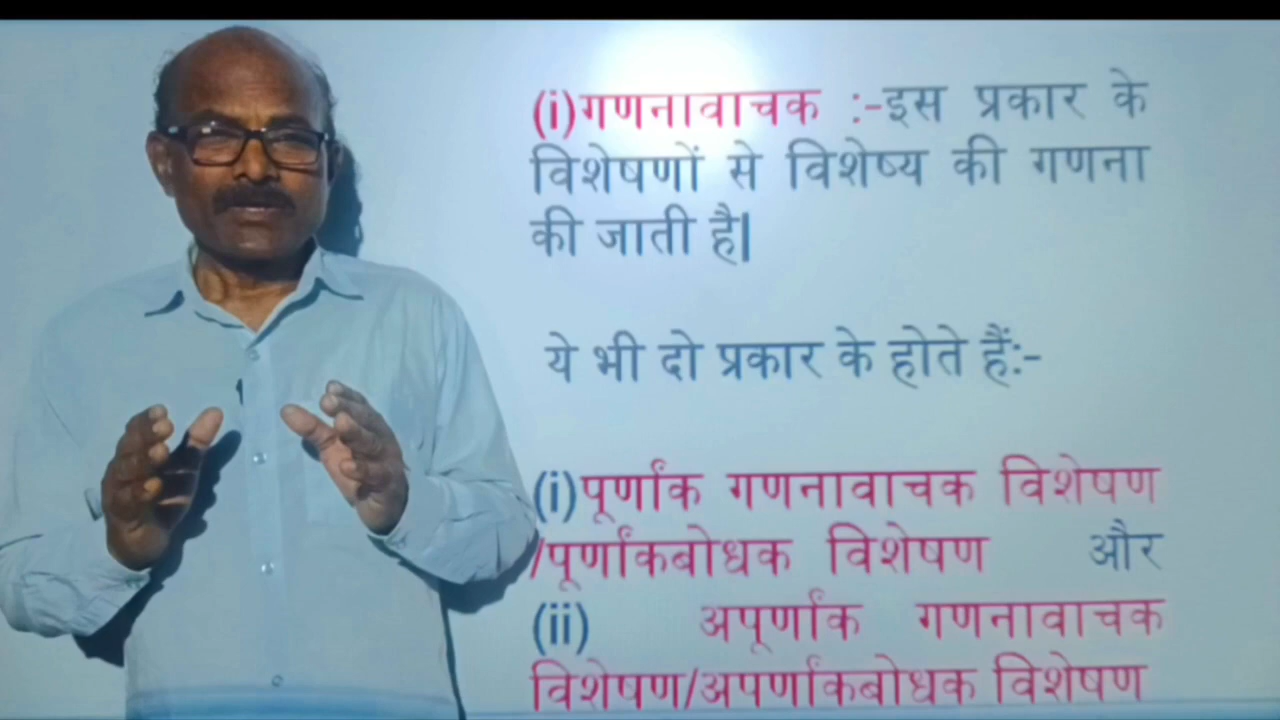 (i)गणनावाचक :-इस प्रकार के
विशेषणों से विशेष्य की गणना
की जाती है|
ये भी दो प्रकार के होते हैं:-
(i)पूर्णांक गणनावाचक विशेषण
/पूर्णांकबोधक विशेषण और
(ii) अपूर्णांक गणनावाचक
विशेषण/अपर्णांकबोधक विशेषण